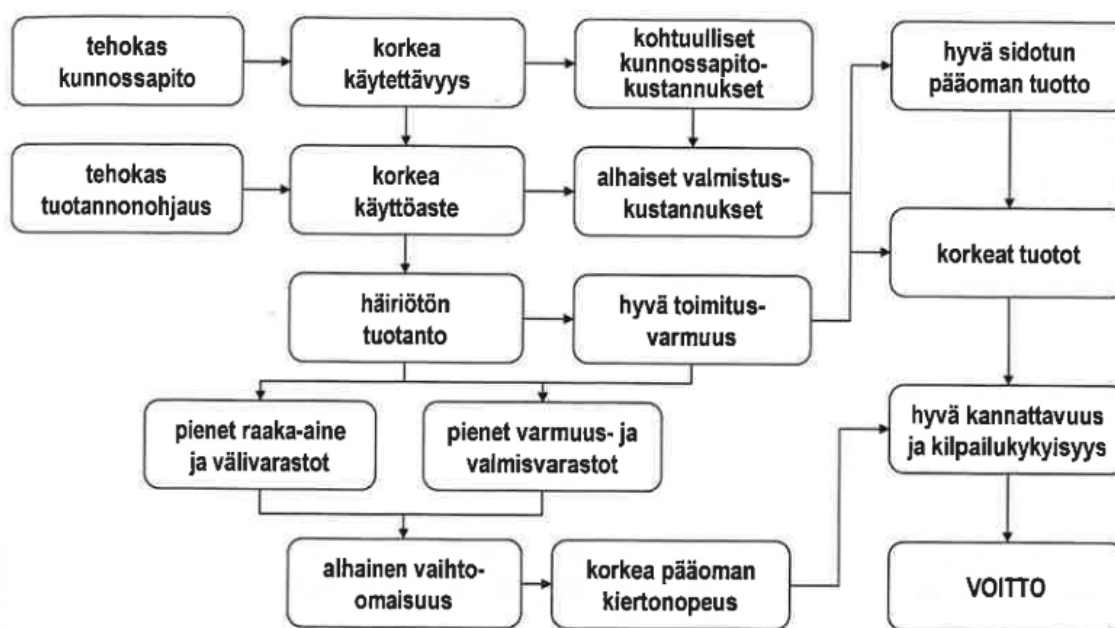 tehokas
kunnossapito
korkea
käytettävyys
kohtuulliset
kunnossapito-
kustannukset
hyvä sidotun
pääoman tuotto
tehokas
tuotannonohjaus
korkea
käyttöaste
alhaiset valmistus-
kustannukset
korkeat tuotot
häiriötön
tuotanto
hyvä toimitus-
varmuus
pienet raaka-aine
ja välivarastot
pienet varmuus- ja
valmisvarastot
hyvä kannattavuus
ja kilpailukykyisyys
alhainen vaihto-
omaisuus
korkea pääoman
kiertonopeus
VOITTO